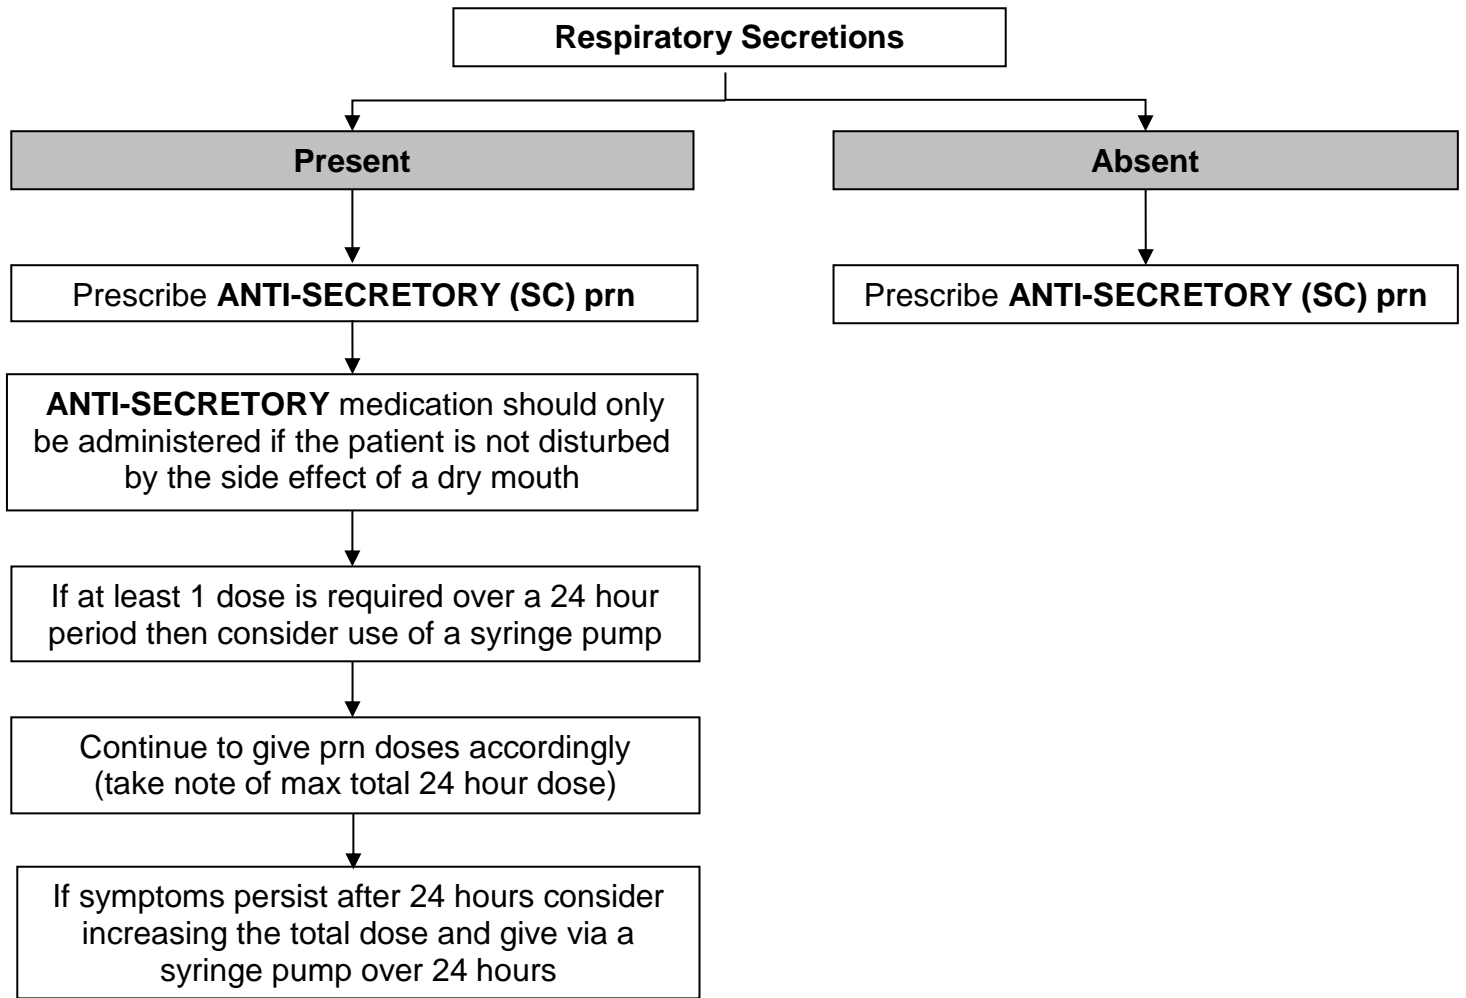 Respiratory Secretions
Present
Absent
Prescribe ANTI-SECRETORY (SC) prn
Prescribe ANTI-SECRETORY (SC) prn
ANTI-SECRETORY medication should only
be administered if the patient is not disturbed
by the side effect of a dry mouth
If at least 1 dose is required over a 24 hour
period then consider use of a syringe pump
Continue to give prn doses accordingly
(take note of max total 24 hour dose)
If symptoms persist after 24 hours consider
increasing the total dose and give via a
syringe pump over 24 hours